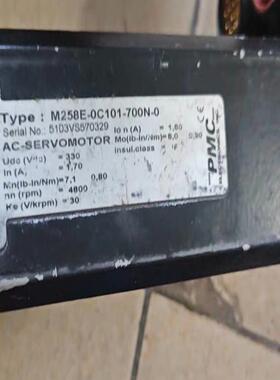 Type : M258E-0C101-700N-0
Serial No.: 5103VS570329
Io n (A) = 1,80
AC-SERVOMOTOR
Mo(lb-in/Nm)= 8,0 0,90
Udc (Vdc) = 330
Insul.class =
In (A) = 1,70
Mn(lb-in/Nm)= 7,1 0,80
nn (rpm) = 4800
Ke (V/krpm) = 30
PMC